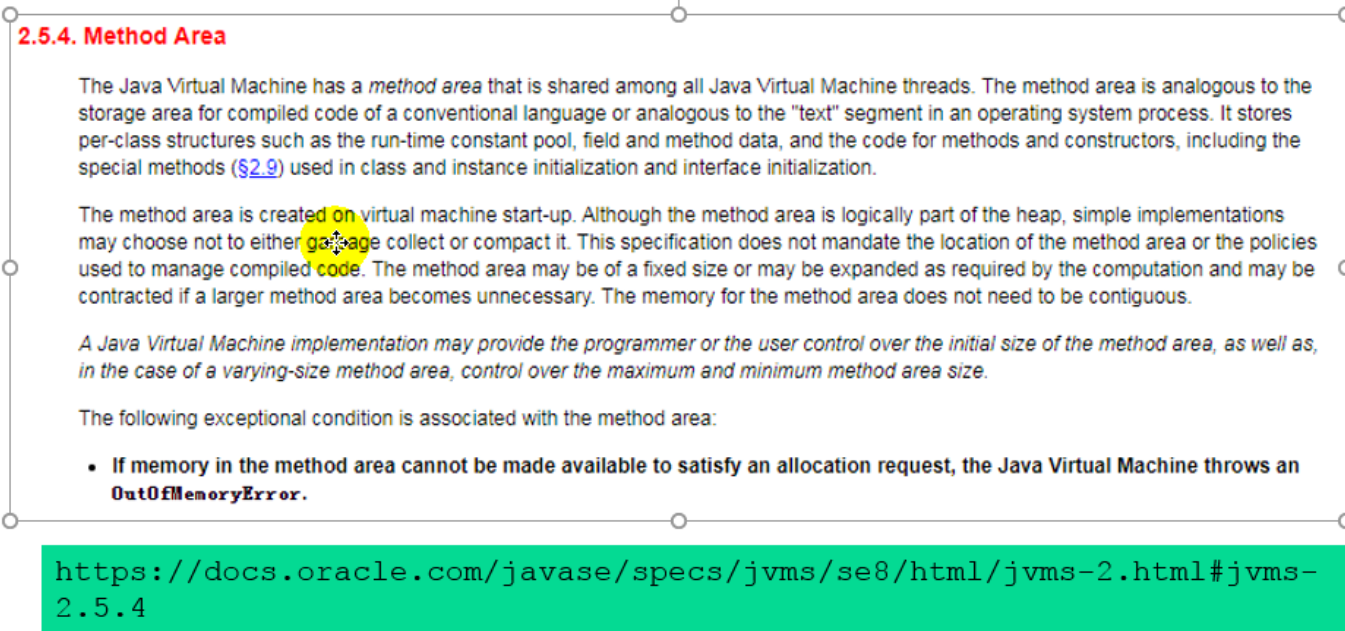 2.5.4. Method Area
The Java Virtual Machine has a method area that is shared among all Java Virtual Machine threads. The method area is analogous to the
storage area for compiled code of a conventional language or analogous to the "text" segment in an operating system process. It stores
per-class structures such as the run-time constant pool, field and method data, and the code for methods and constructors, including the
special methods (§2.9) used in class and instance initialization and interface initialization.
The method area is created on virtual machine start-up. Although the method area is logically part of the heap, simple implementations
may choose not to either garbage collect or compact it. This specification does not mandate the location of the method area or the policies
used to manage compiled code. The method area may be of a fixed size or may be expanded as required by the computation and may be
contracted if a larger method area becomes unnecessary. The memory for the method area does not need to be contiguous.
A Java Virtual Machine implementation may provide the programmer or the user control over the initial size of the method area, as well as,
in the case of a varying-size method area, control over the maximum and minimum method area size.
The following exceptional condition is associated with the method area:
• If memory in the method area cannot be made available to satisfy an allocation request, the Java Virtual Machine throws an
OutOfMemoryError.
https://docs.oracle.com/javase/specs/jvms/se8/html/jvms-2.html#jvms-
2.5.4